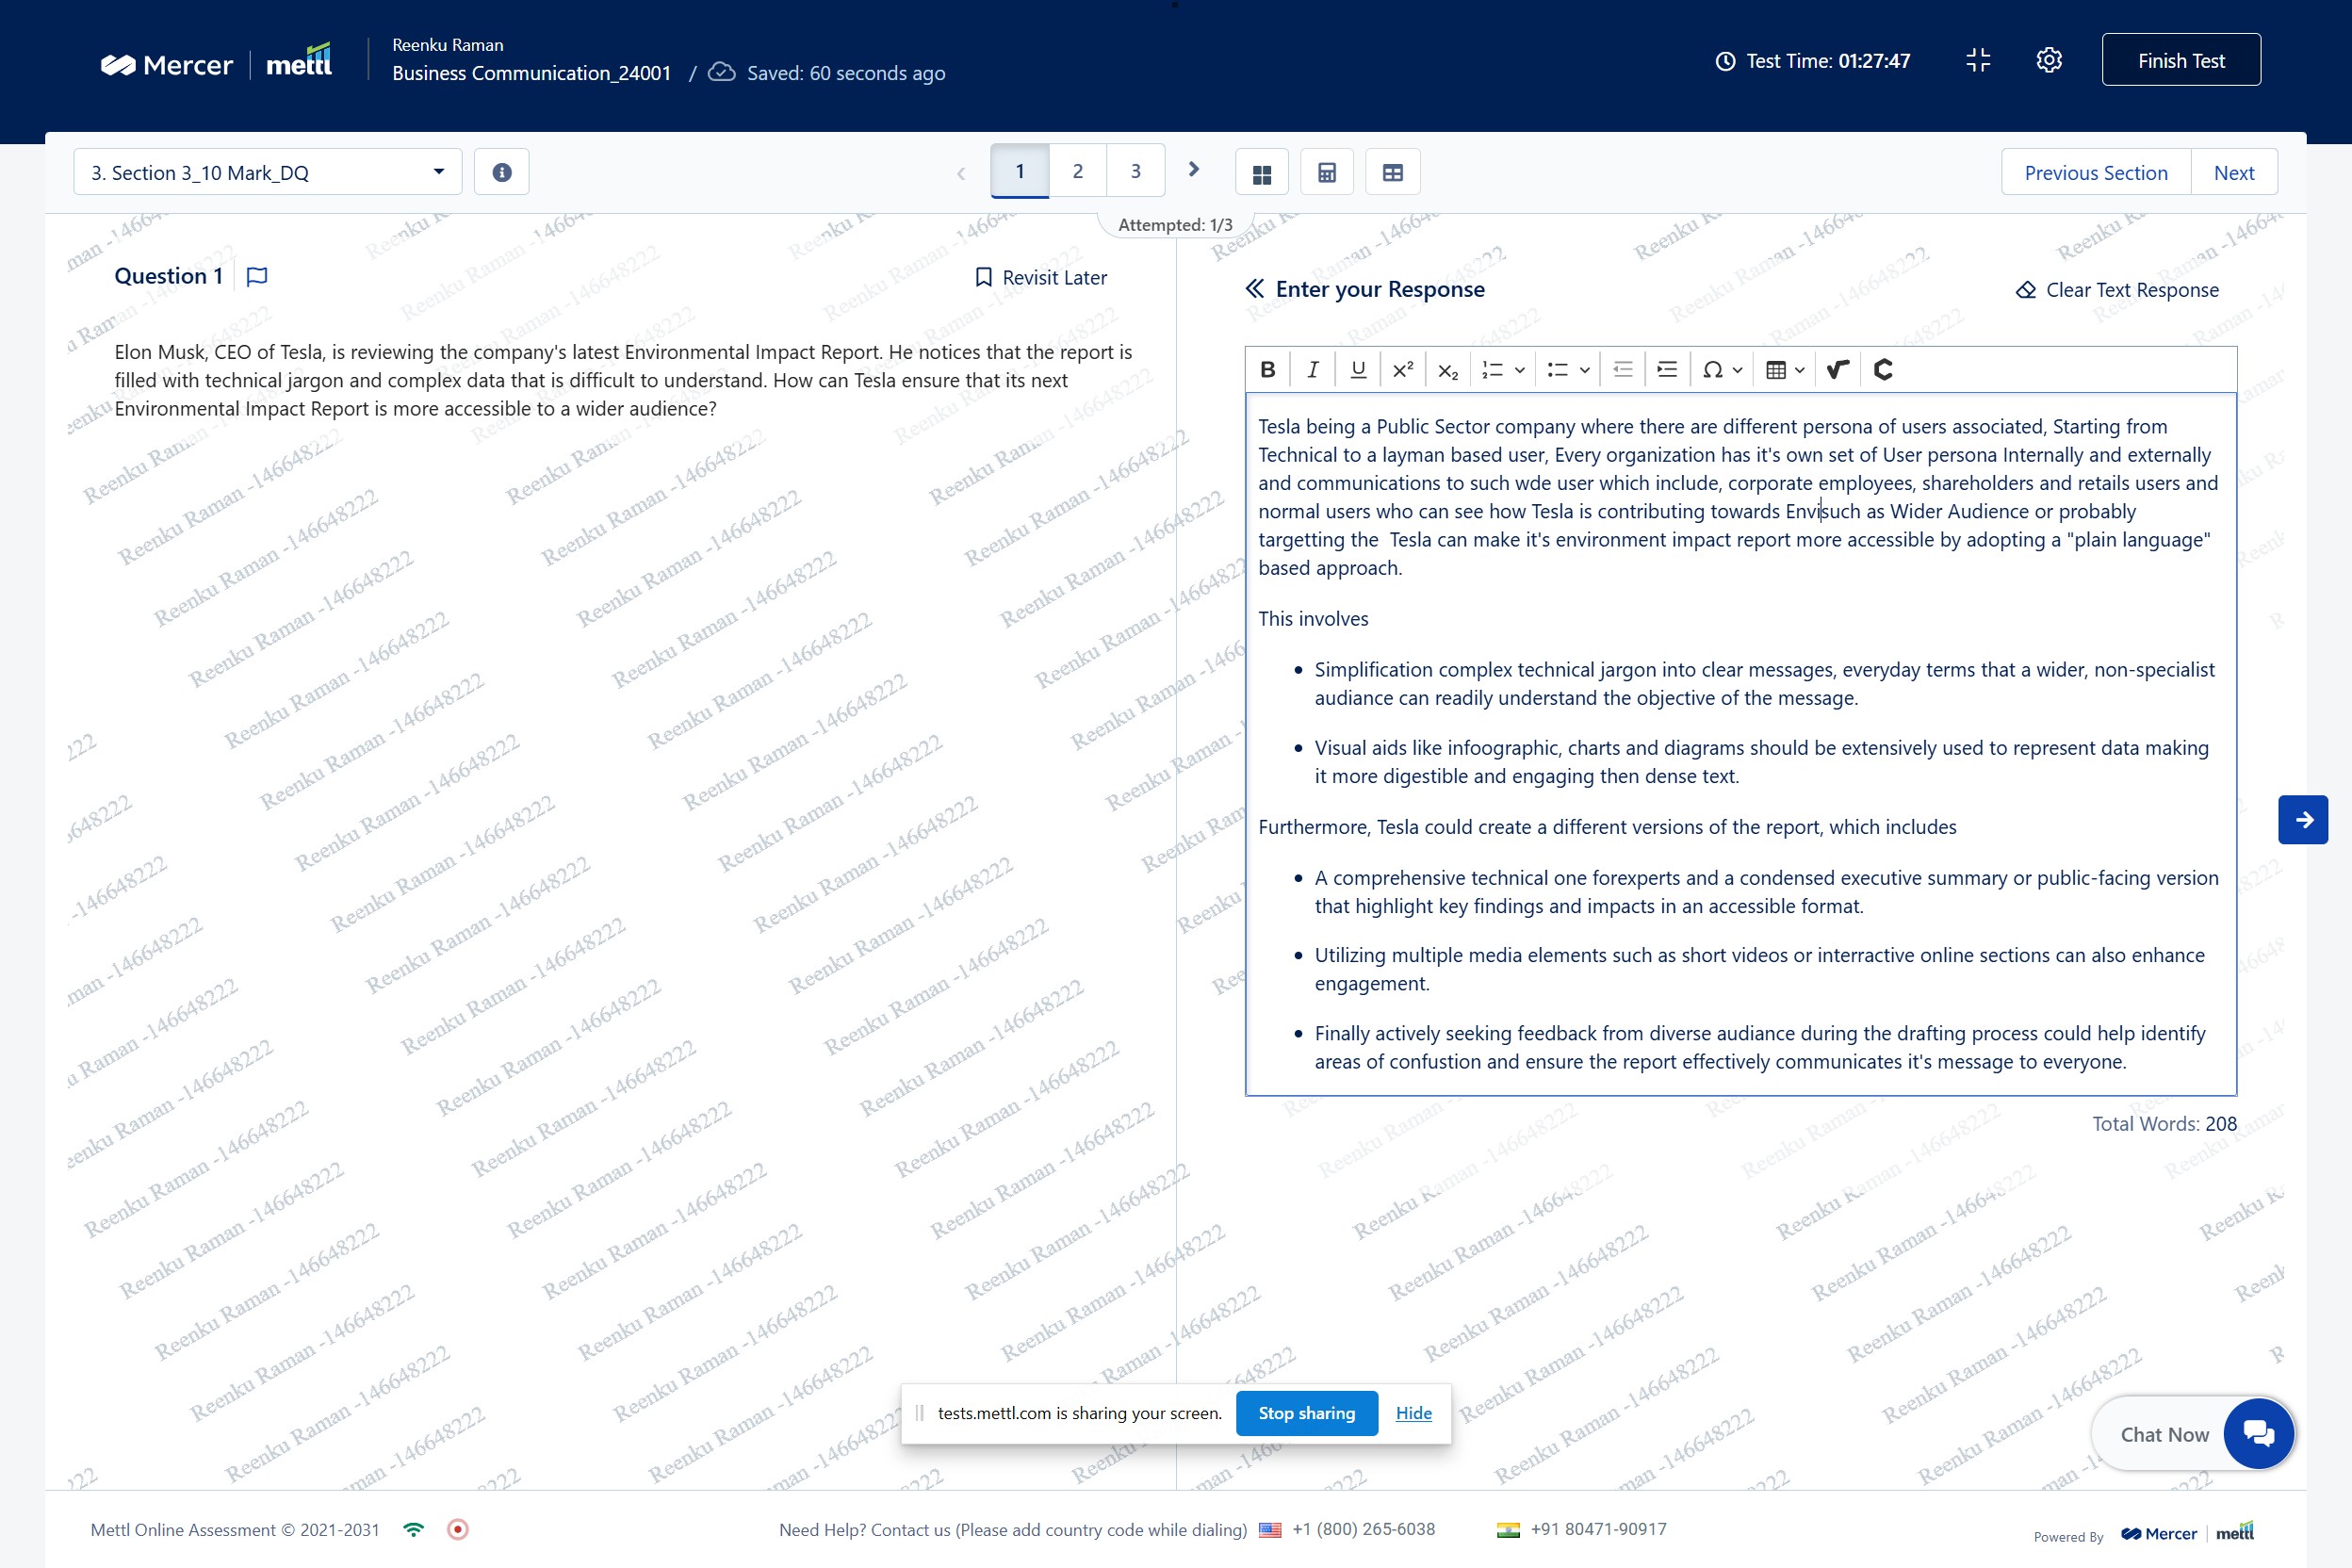 Mercer | mettl
Reenku Raman
Business Communication_24001 / Saved: 60 seconds ago
Test Time: 01:27:47
Finish Test
3. Section 3_10 Mark_DQ
1 2 3
Previous Section Next
Attempted: 1/3
Question 1
Revisit Later
Elon Musk, CEO of Tesla, is reviewing the company's latest Environmental Impact Report. He notices that the report is
filled with technical jargon and complex data that is difficult to understand. How can Tesla ensure that its next
Environmental Impact Report is more accessible to a wider audience?
Enter your Response
Clear Text Response
B I U x² x₂ Ω
Tesla being a Public Sector company where there are different persona of users associated, Starting from
Technical to a layman based user, Every organization has it's own set of User persona Internally and externally
and communications to such wde user which include, corporate employees, shareholders and retails users and
normal users who can see how Tesla is contributing towards Envisuch as Wider Audience or probably
targetting the  Tesla can make it's environment impact report more accessible by adopting a "plain language"
based approach.
This involves
• Simplification complex technical jargon into clear messages, everyday terms that a wider, non-specialist
audiance can readily understand the objective of the message.
• Visual aids like infoographic, charts and diagrams should be extensively used to represent data making
it more digestible and engaging then dense text.
Furthermore, Tesla could create a different versions of the report, which includes
• A comprehensive technical one forexperts and a condensed executive summary or public-facing version
that highlight key findings and impacts in an accessible format.
• Utilizing multiple media elements such as short videos or interractive online sections can also enhance
engagement.
• Finally actively seeking feedback from diverse audiance during the drafting process could help identify
areas of confustion and ensure the report effectively communicates it's message to everyone.
Total Words: 208
Reenku Raman -146648222
tests.mettl.com is sharing your screen.
Stop sharing
Hide
Chat Now
Mettl Online Assessment © 2021-2031
Need Help? Contact us (Please add country code while dialing) +1 (800) 265-6038 +91 80471-90917
Powered By Mercer | mettl